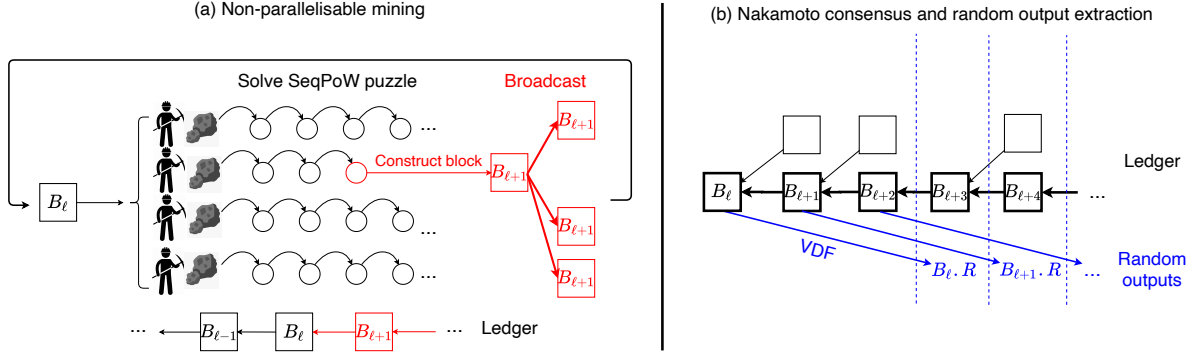 (a) Non-parallelisable mining
Solve SeqPoW puzzle
Broadcast
...
Construct block
...
...
...
B_ℓ
B_{ℓ+1}
B_{ℓ+1}
B_{ℓ+1}
B_{ℓ+1}
... B_{ℓ-1} B_ℓ B_{ℓ+1} ... Ledger
(b) Nakamoto consensus and random output extraction
Ledger
B_ℓ B_{ℓ+1} B_{ℓ+2} B_{ℓ+3} B_{ℓ+4} ...
VDF
B_ℓ.R B_{ℓ+1}.R ...
Random
outputs